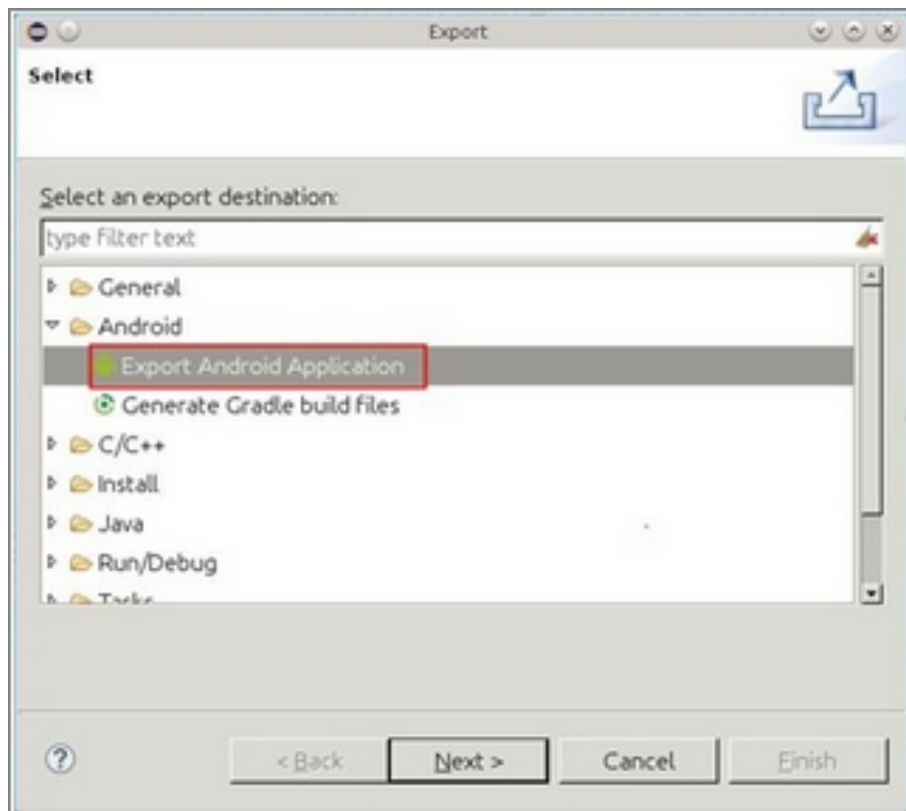 Export
Select
Select an export destination:
type filter text
General
Android
Export Android Application
Generate Gradle build files
C/C++
Install
Java
Run/Debug
Tasks
?
< Back
Next >
Cancel
Finish